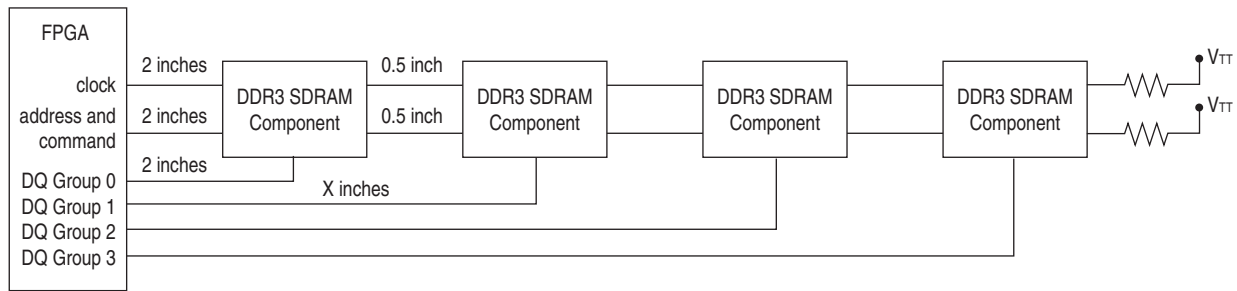 FPGA
clock
address and
command
DQ Group 0
DQ Group 1
DQ Group 2
DQ Group 3
2 inches
2 inches
2 inches
X inches
0.5 inch
0.5 inch
DDR3 SDRAM
Component
DDR3 SDRAM
Component
DDR3 SDRAM
Component
DDR3 SDRAM
Component
VTT
VTT